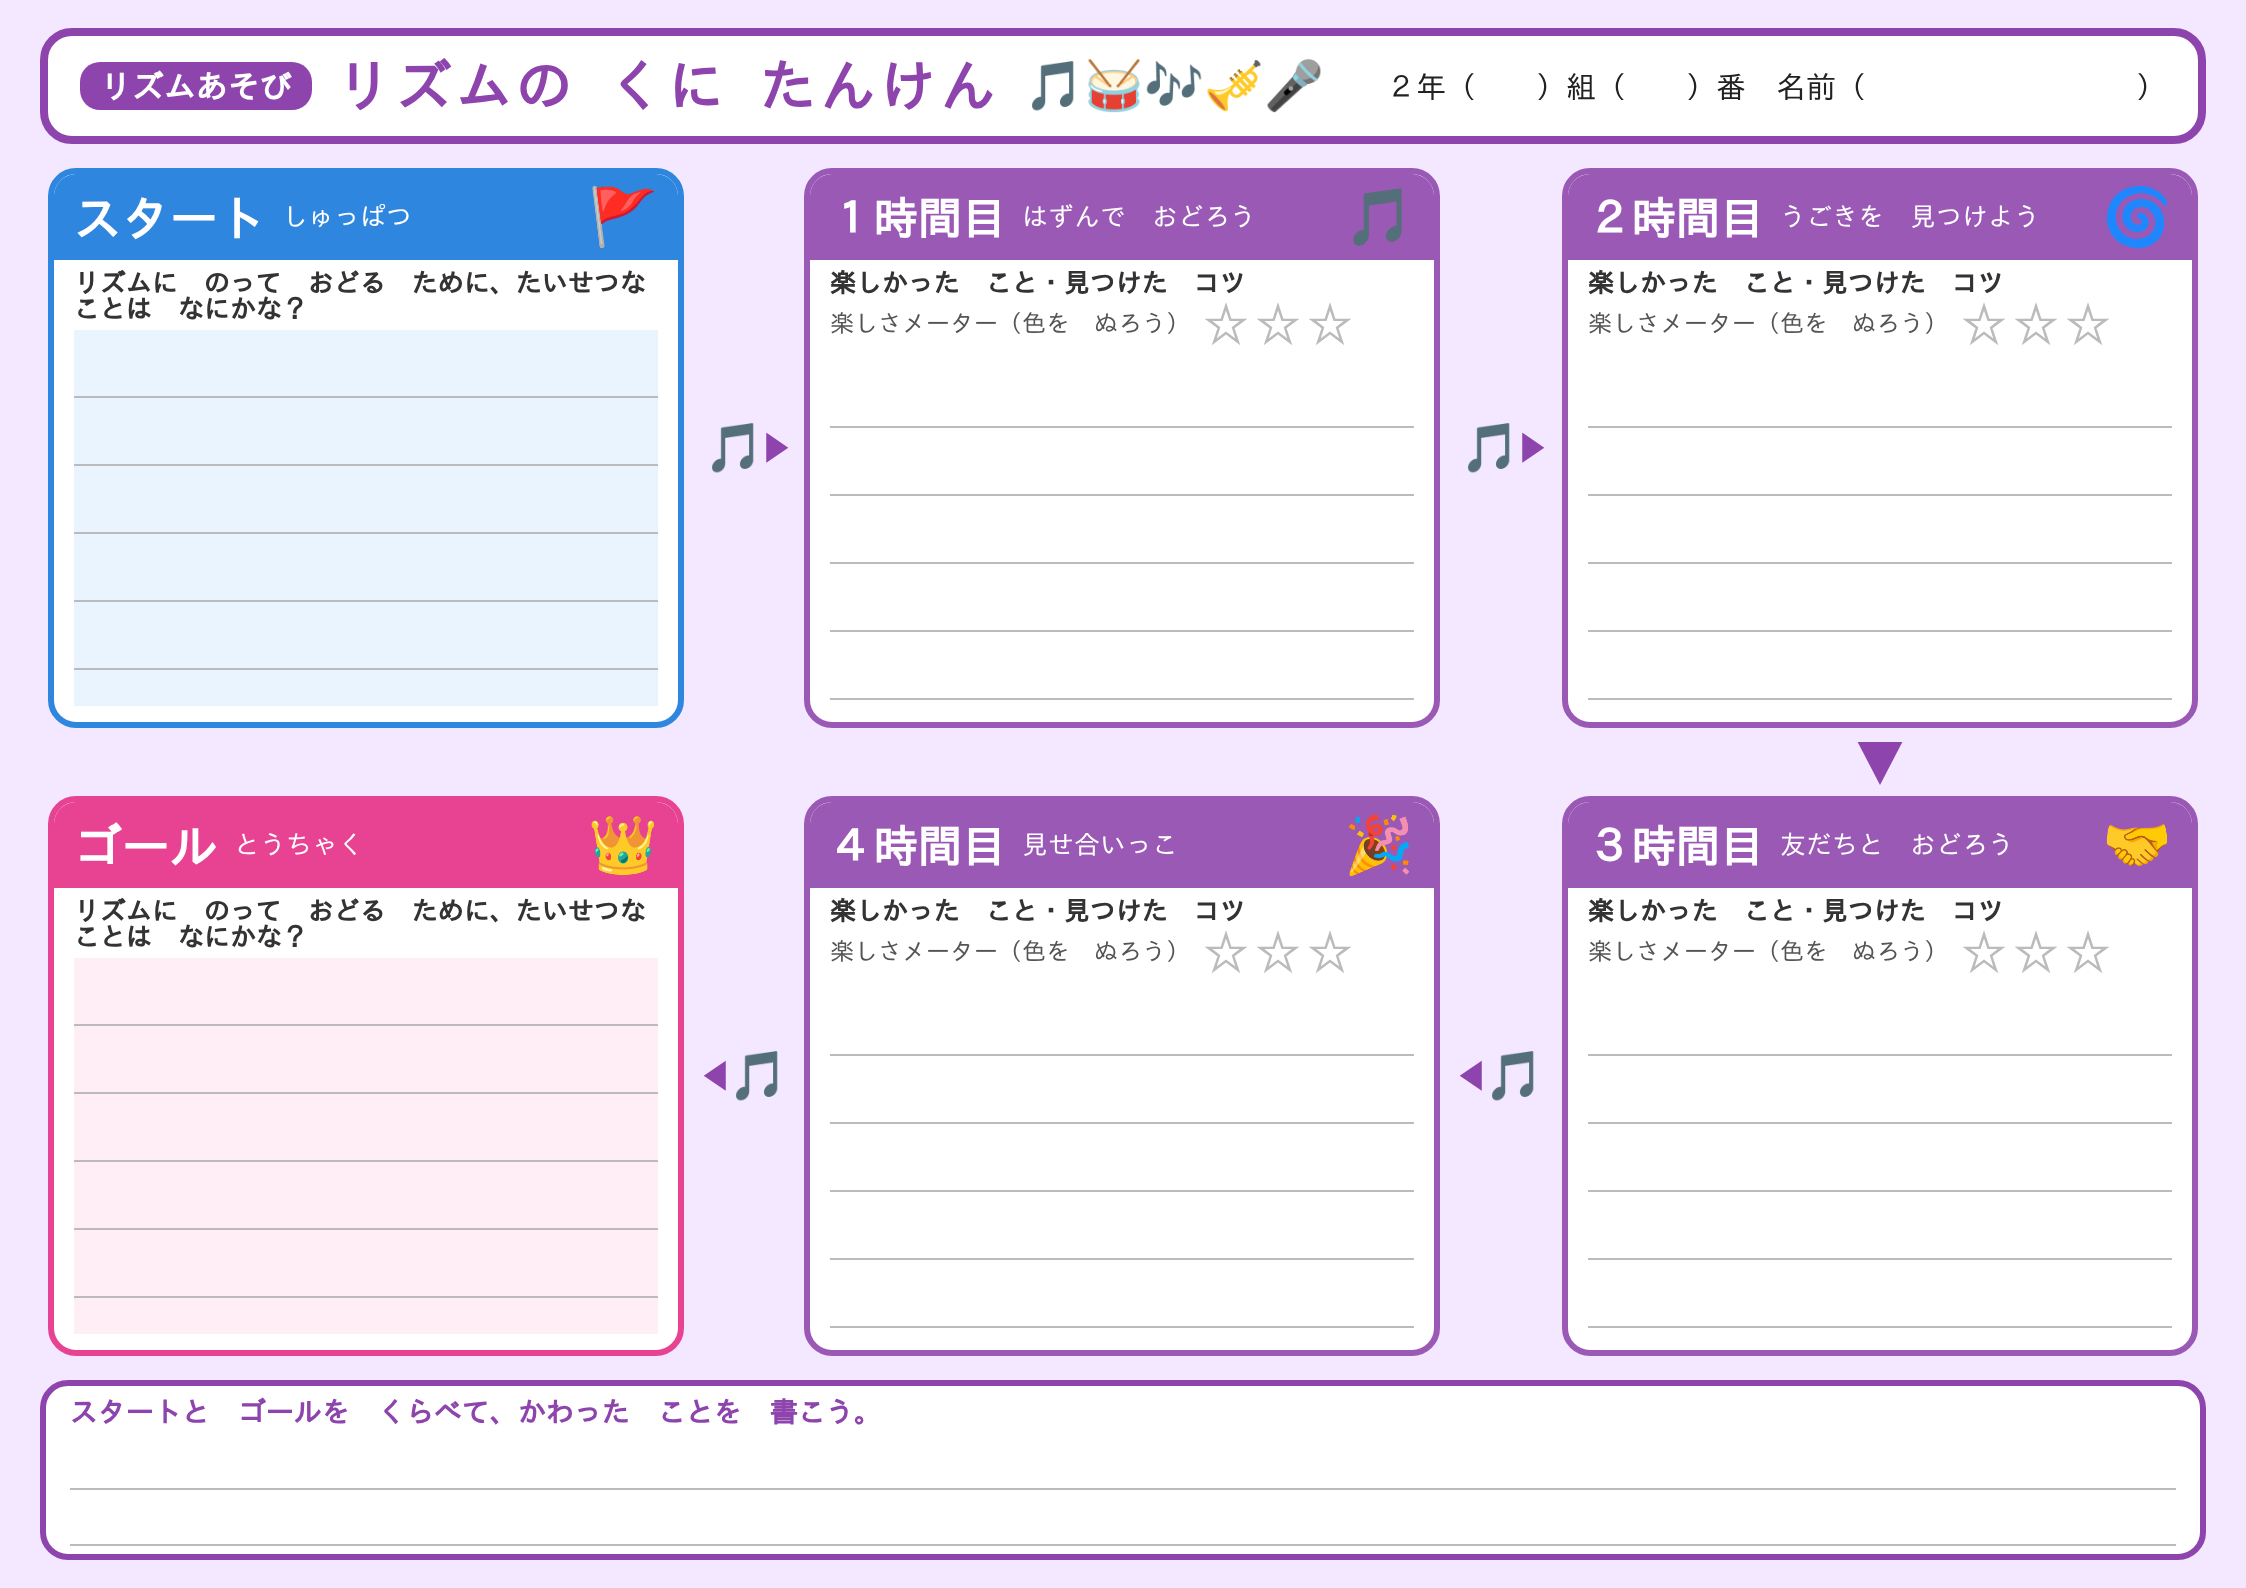 リズムあそび リズムの くに たんけん 2年（　　）組（　　）番　名前（　　　　　　　　　）
スタート しゅっぱつ
リズムに　のって　おどる　ために、たいせつな
ことは　なにかな？
1時間目 はずんで　おどろう
楽しかった　こと・見つけた　コツ
楽しさメーター（色を　ぬろう） ☆☆☆
2時間目 うごきを　見つけよう
楽しかった　こと・見つけた　コツ
楽しさメーター（色を　ぬろう） ☆☆☆
3時間目 友だちと　おどろう
楽しかった　こと・見つけた　コツ
楽しさメーター（色を　ぬろう） ☆☆☆
4時間目 見せ合いっこ
楽しかった　こと・見つけた　コツ
楽しさメーター（色を　ぬろう） ☆☆☆
ゴール とうちゃく
リズムに　のって　おどる　ために、たいせつな
ことは　なにかな？
スタートと　ゴールを　くらべて、かわった　ことを　書こう。